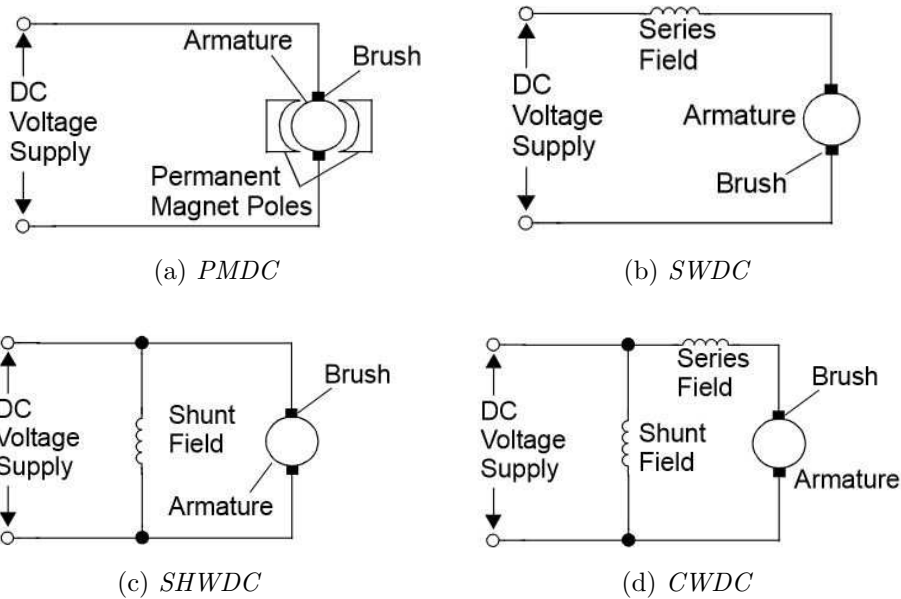 Armature
Brush
DC
Voltage
Supply
Permanent
Magnet Poles
(a) PMDC
Series
Field
DC
Voltage
Supply
Armature
Brush
(b) SWDC
Brush
DC
Voltage
Supply
Shunt
Field
Armature
(c) SHWDC
Series
Field
Brush
DC
Voltage
Supply
Shunt
Field
Armature
(d) CWDC